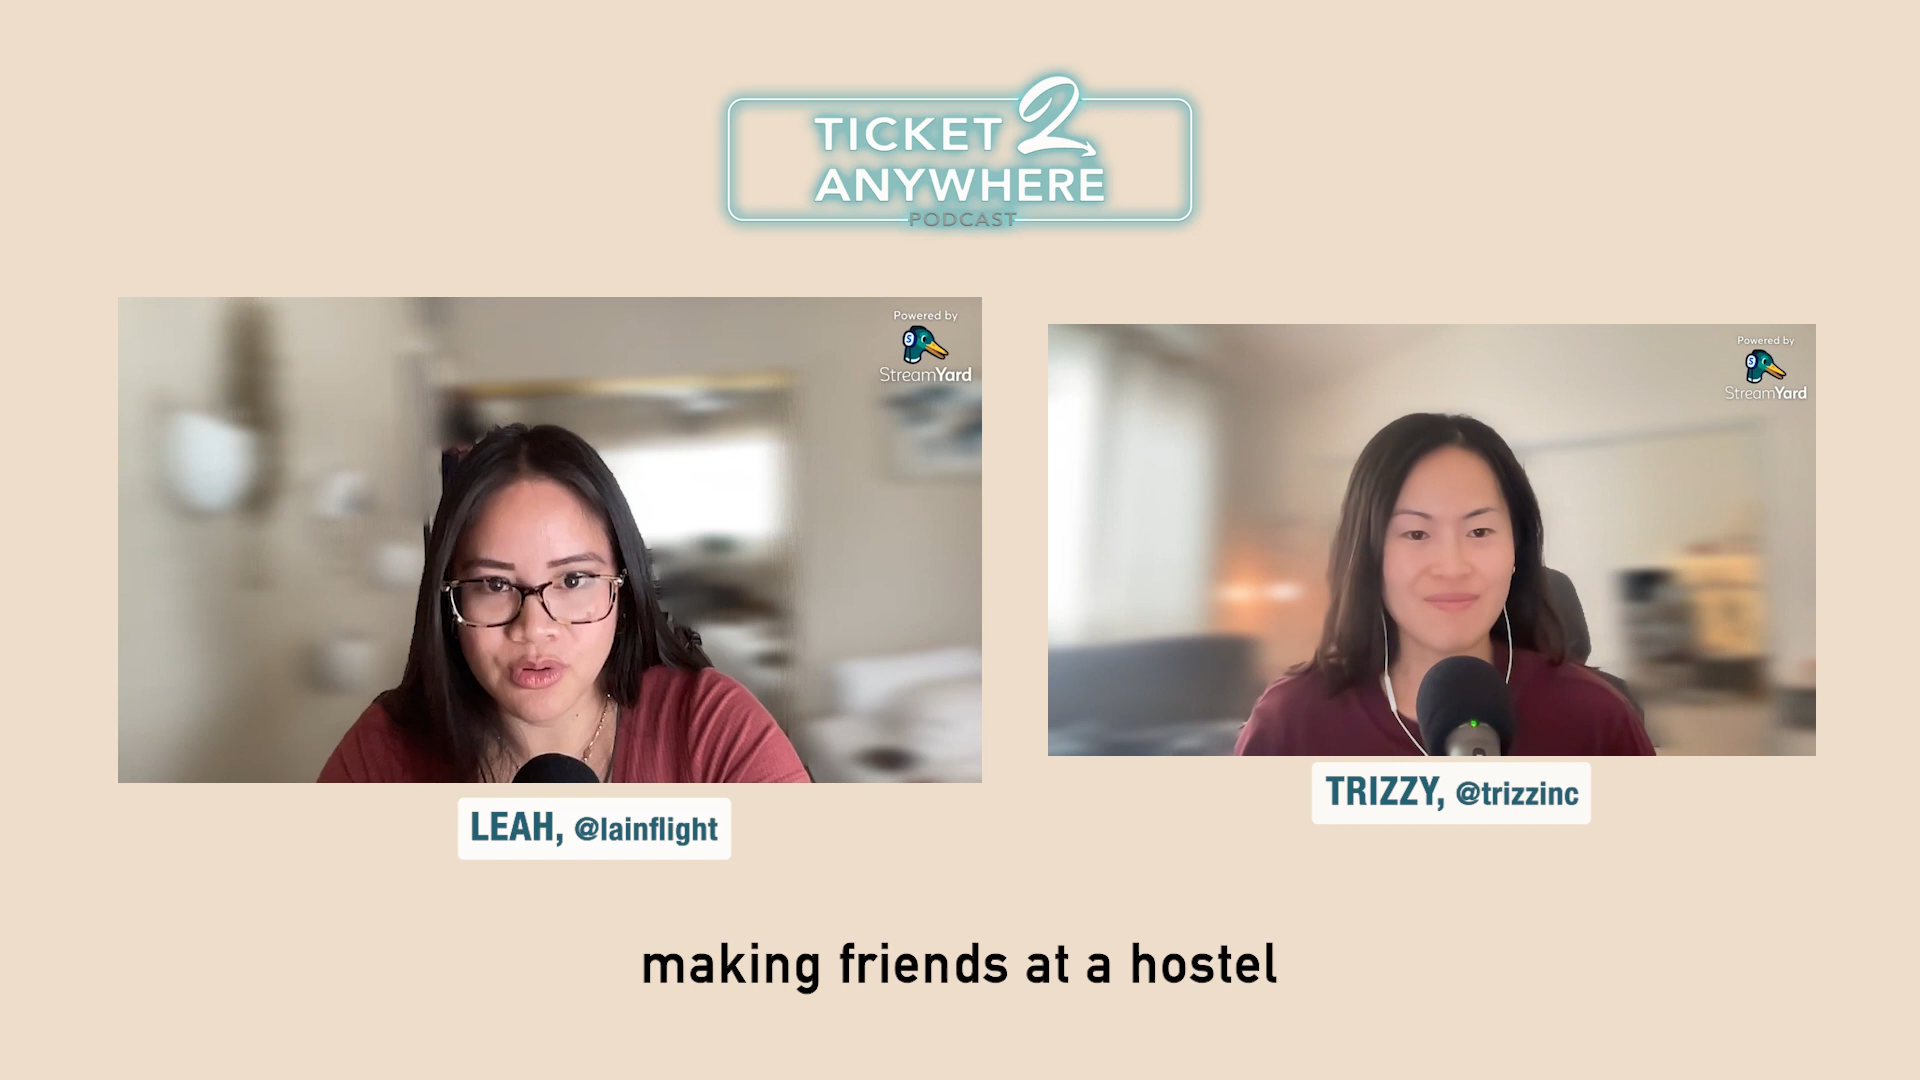 TICKET 2
ANYWHERE
PODCAST
Powered by
StreamYard
Powered by
StreamYard
LEAH, @lainflight
TRIZZY, @trizzinc
making friends at a hostel